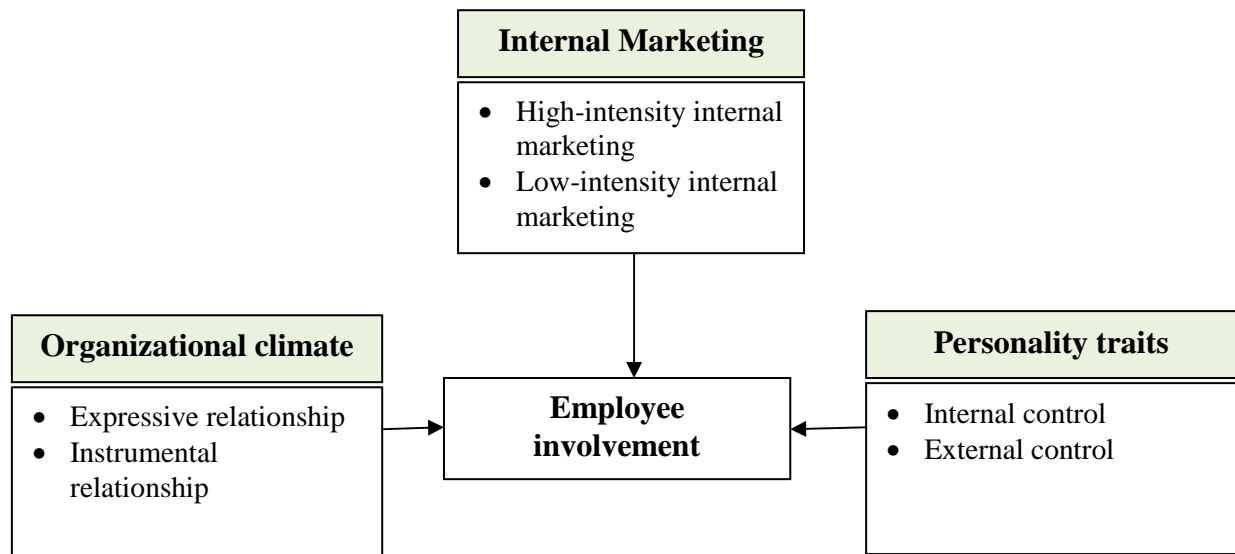 Internal Marketing
• High-intensity internal
marketing
• Low-intensity internal
marketing
Organizational climate
• Expressive relationship
• Instrumental
relationship
Employee
involvement
Personality traits
• Internal control
• External control